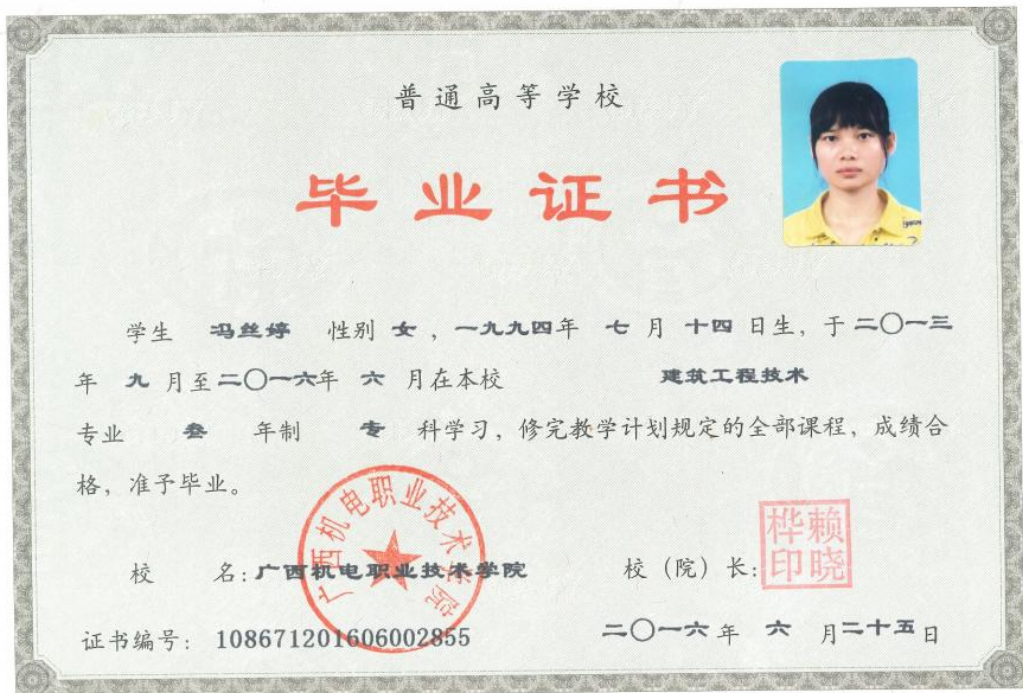 普通高等学校
毕业证书
学生 冯丝婷 性别 女，一九九四年 七 月 十四 日生，于二〇一三
年 九 月至二〇一六年 六 月在本校 建筑工程技术
专业 叁 年制 专 科学习，修完教学计划规定的全部课程，成绩合
格，准予毕业。
广西机电职业技术学院
赖晓桦印
校 名：广西机电职业技术学院 校（院）长：
证书编号： 108671201606002855 二〇一六年 六 月二十五日